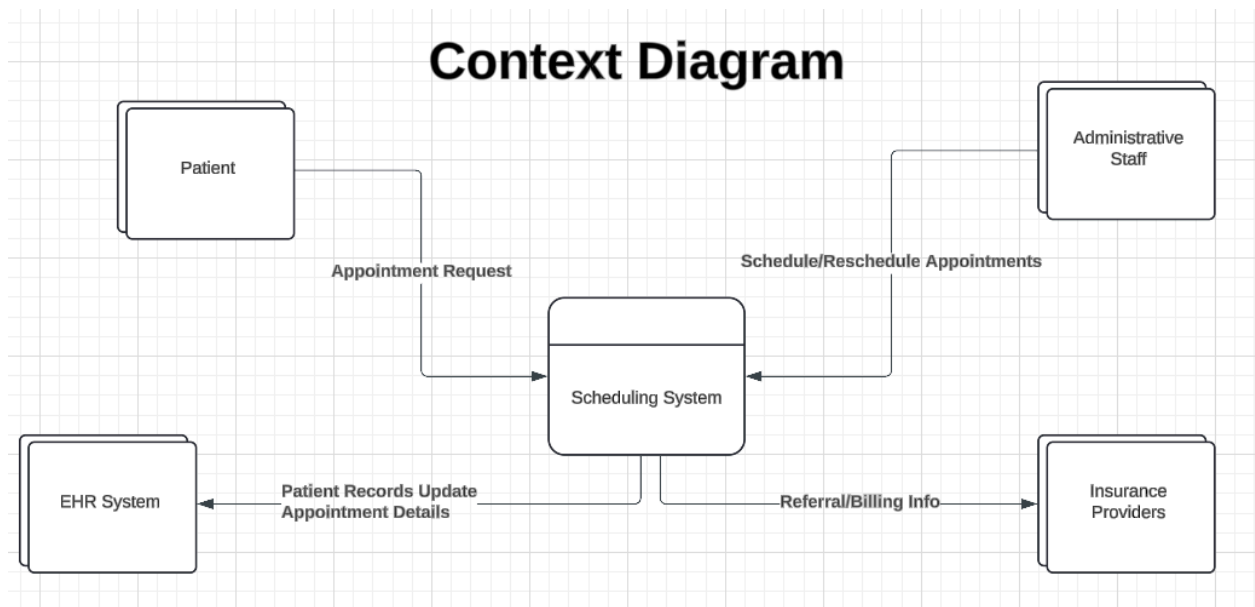 Context Diagram
Patient
Administrative
Staff
Appointment Request
Schedule/Reschedule Appointments
Scheduling System
EHR System
Patient Records Update
Appointment Details
Referral/Billing Info
Insurance
Providers